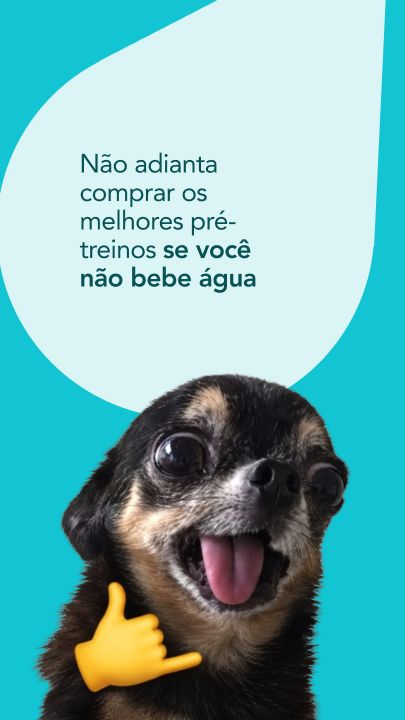 Não adianta
comprar os
melhores pré-
treinos se você
não bebe água